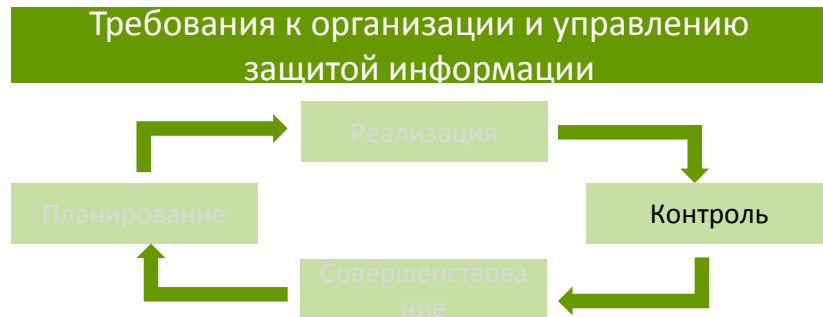 Требования к организации и управлению
защитой информации
Реализация
Планирование
Контроль
Совершенствова
ние